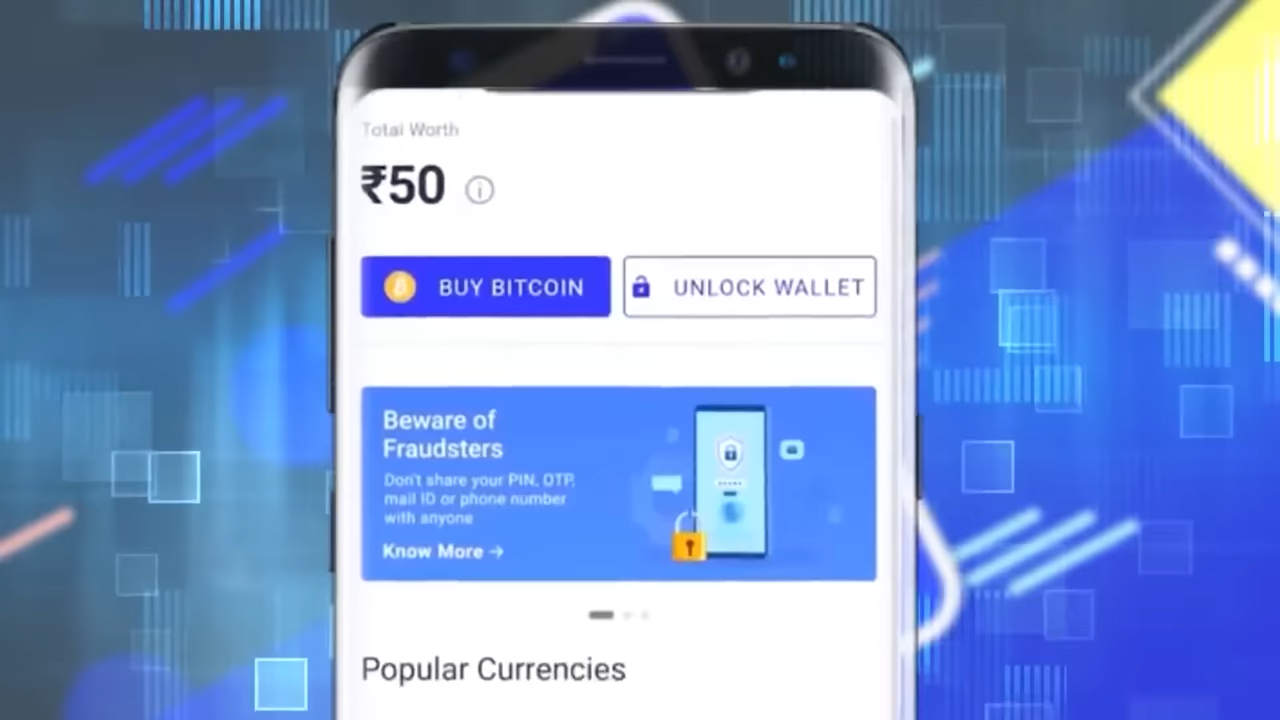 Total Worth
₹50
BUY BITCOIN
UNLOCK WALLET
Beware of
Fraudsters
Don't share your PIN, OTP,
mail ID or phone number
with anyone
Know More →
Popular Currencies